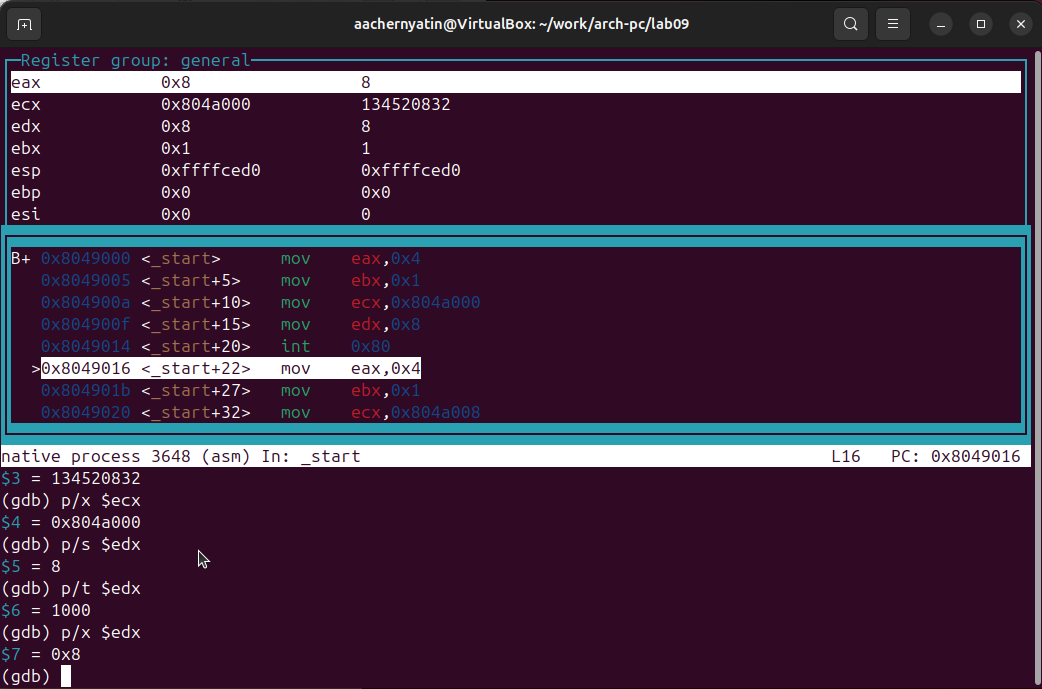 aachernyatin@VirtualBox: ~/work/arch-pc/lab09
Register group: general
eax 0x8 8
ecx 0x804a000 134520832
edx 0x8 8
ebx 0x1 1
esp 0xffffced0 0xffffced0
ebp 0x0 0x0
esi 0x0 0
B+ 0x8049000 <_start> mov eax,0x4
0x8049005 <_start+5> mov ebx,0x1
0x804900a <_start+10> mov ecx,0x804a000
0x804900f <_start+15> mov edx,0x8
0x8049014 <_start+20> int 0x80
>0x8049016 <_start+22> mov eax,0x4
0x804901b <_start+27> mov ebx,0x1
0x8049020 <_start+32> mov ecx,0x804a008
native process 3648 (asm) In: _start L16 PC: 0x8049016
$3 = 134520832
(gdb) p/x $ecx
$4 = 0x804a000
(gdb) p/s $edx
$5 = 8
(gdb) p/t $edx
$6 = 1000
(gdb) p/x $edx
$7 = 0x8
(gdb)